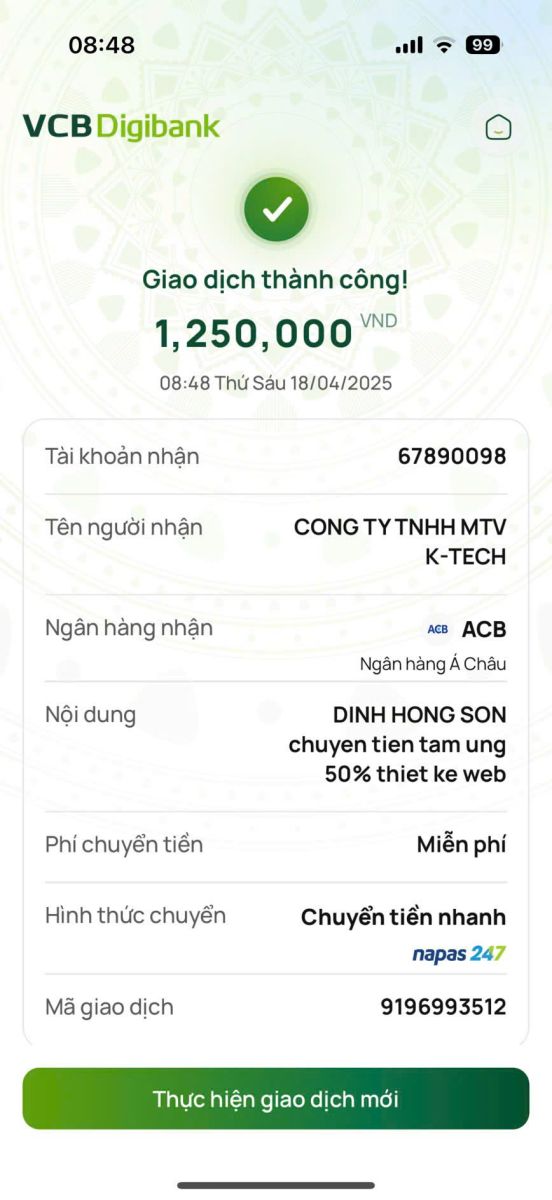 08:48
99
VCB Digibank
Giao dịch thành công!
1,250,000 VND
08:48 Thứ Sáu 18/04/2025
Tài khoản nhận 67890098
Tên người nhận CONG TY TNHH MTV
K-TECH
Ngân hàng nhận ACB ACB
Ngân hàng Á Châu
Nội dung DINH HONG SON
chuyen tien tam ung
50% thiet ke web
Phí chuyển tiền Miễn phí
Hình thức chuyển Chuyển tiền nhanh
napas 247
Mã giao dịch 9196993512
Thực hiện giao dịch mới